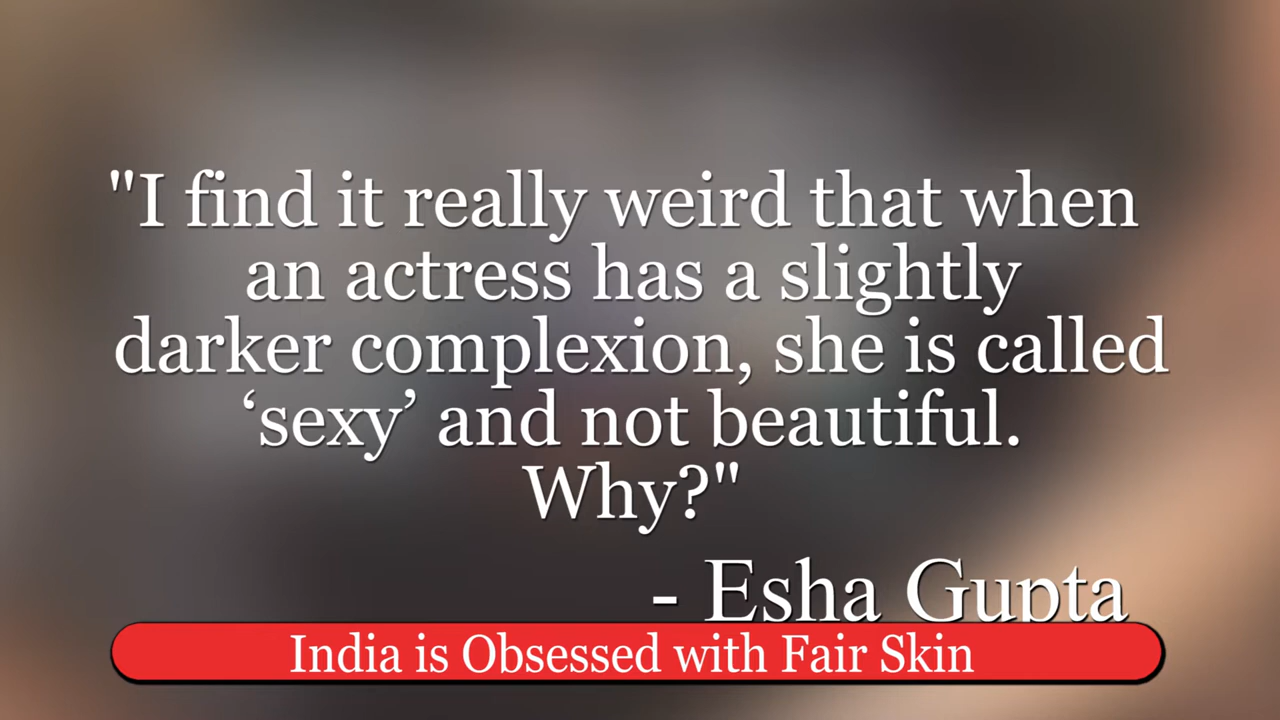 "I find it really weird that when
an actress has a slightly
darker complexion, she is called
‘sexy’ and not beautiful.
Why?"
- Esha Gupta
India is Obsessed with Fair Skin